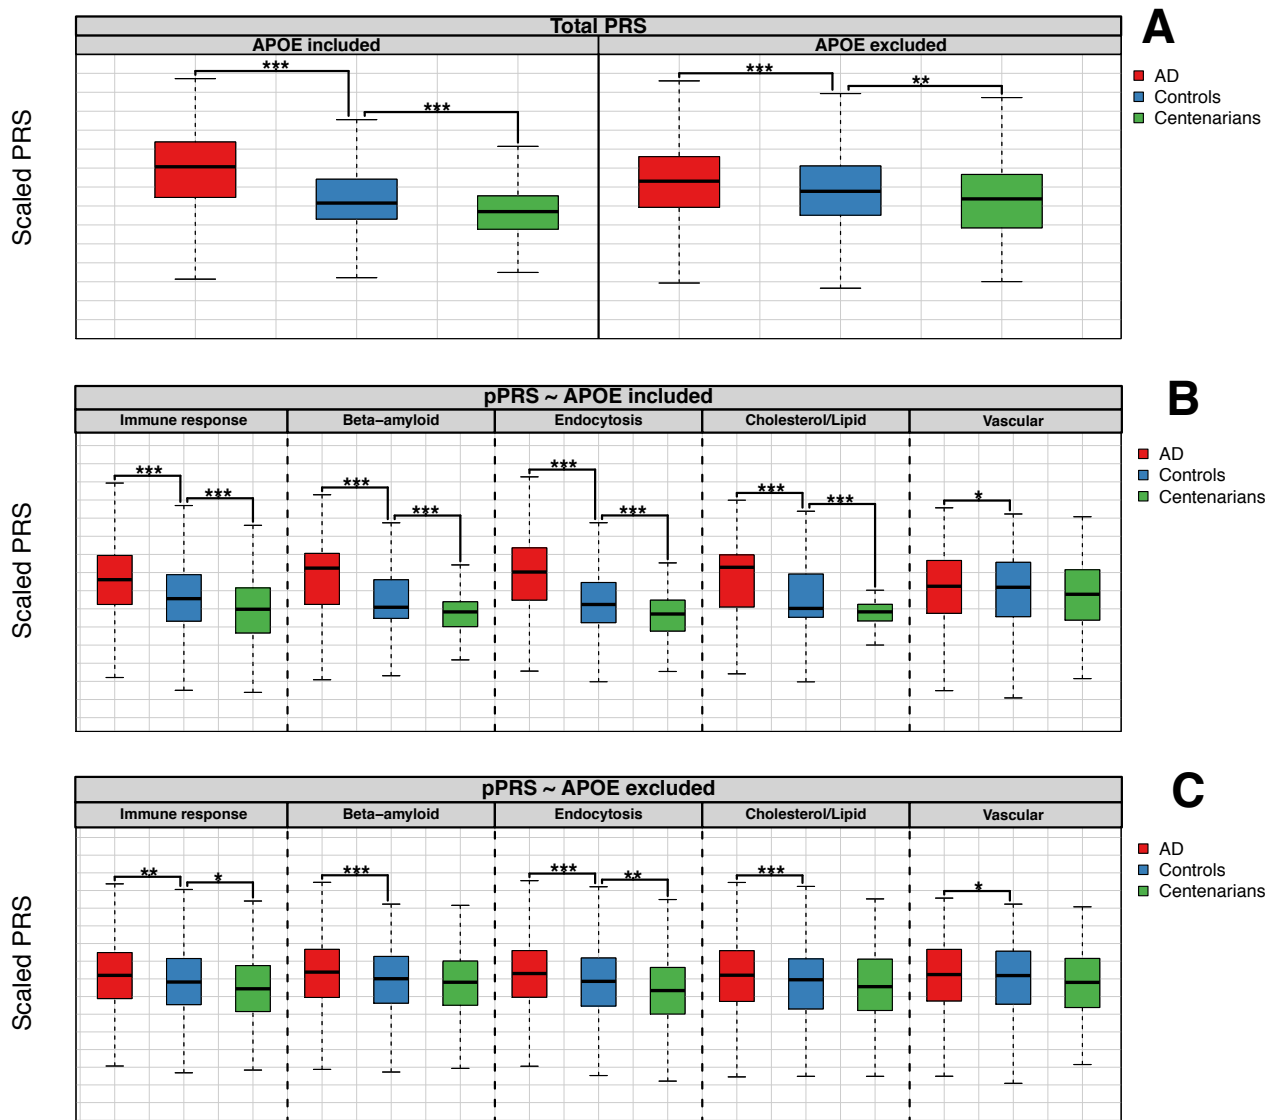 Total PRS
A
APOE included
APOE excluded
Scaled PRS
*** 
***
***
**
AD
Controls
Centenarians
pPRS ~ APOE included
B
Immune response
Beta–amyloid
Endocytosis
Cholesterol/Lipid
Vascular
Scaled PRS
***
***
***
***
***
***
***
***
*
AD
Controls
Centenarians
pPRS ~ APOE excluded
C
Immune response
Beta–amyloid
Endocytosis
Cholesterol/Lipid
Vascular
Scaled PRS
**
*
***
***
**
***
*
AD
Controls
Centenarians